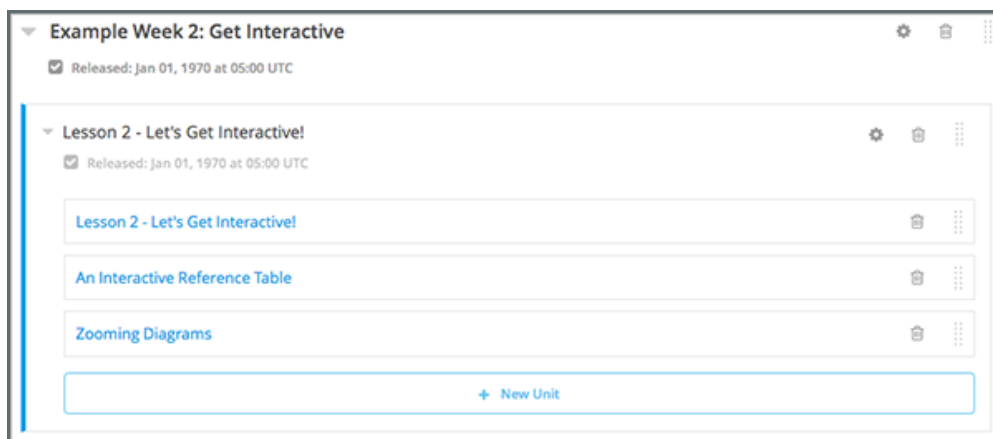 Example Week 2: Get Interactive
Released: Jan 01, 1970 at 05:00 UTC
Lesson 2 - Let's Get Interactive!
Released: Jan 01, 1970 at 05:00 UTC
Lesson 2 - Let's Get Interactive!
An Interactive Reference Table
Zooming Diagrams
+ New Unit